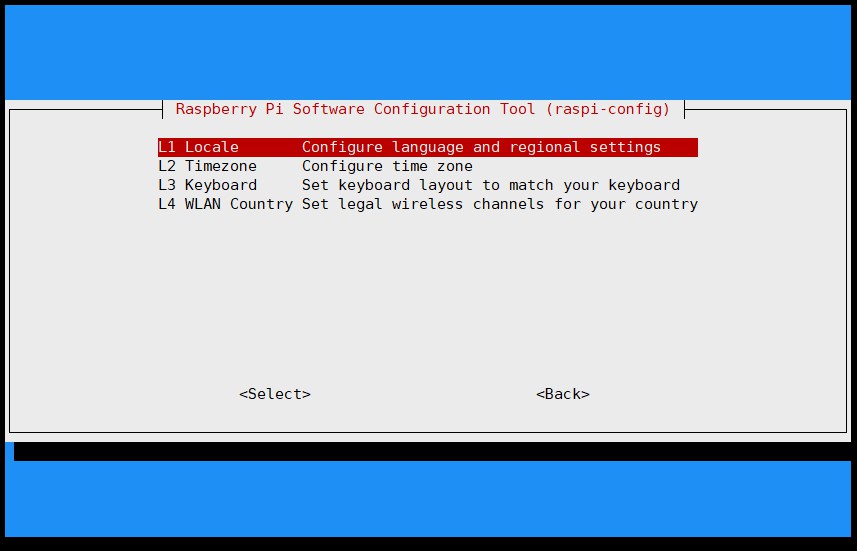 Raspberry Pi Software Configuration Tool (raspi-config)
L1 Locale Configure language and regional settings
L2 Timezone Configure time zone
L3 Keyboard Set keyboard layout to match your keyboard
L4 WLAN Country Set legal wireless channels for your country
<Select> <Back>